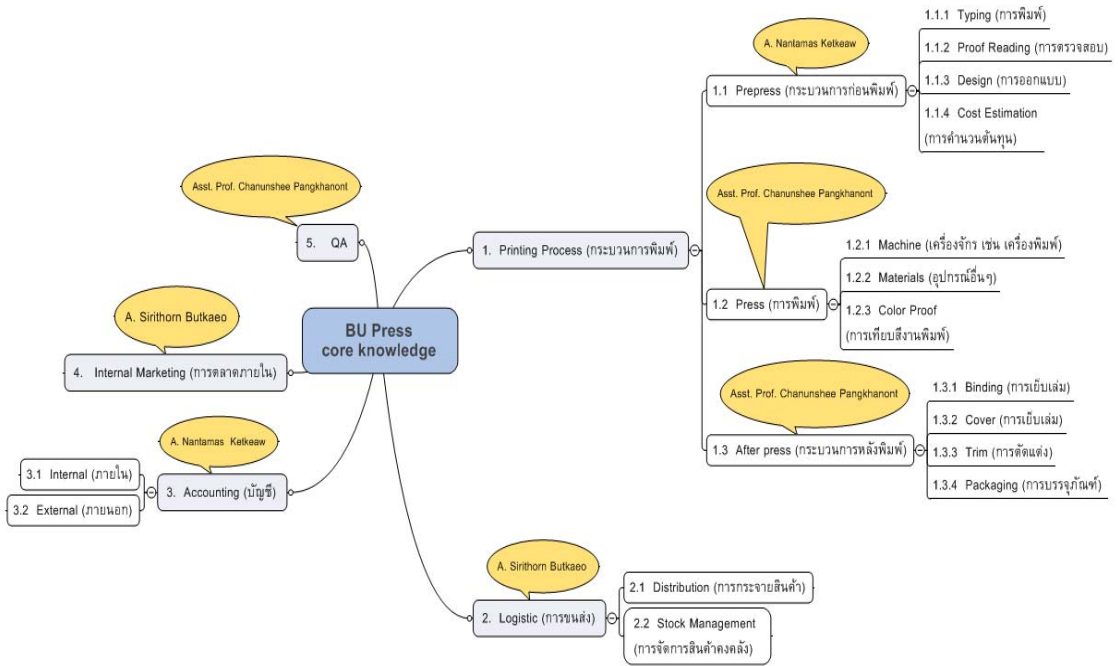 BU Press
core knowledge
1. Printing Process (กระบวนการพิมพ์)
A. Nantamas Ketkeaw
1.1 Prepress (กระบวนการก่อนพิมพ์)
1.1.1 Typing (การพิมพ์)
1.1.2 Proof Reading (การตรวจสอบ)
1.1.3 Design (การออกแบบ)
1.1.4 Cost Estimation
(การคำนวนต้นทุน)
Asst. Prof. Chanunshee Pangkhanont
1.2 Press (การพิมพ์)
1.2.1 Machine (เครื่องจักร เช่น เครื่องพิมพ์)
1.2.2 Materials (อุปกรณ์อื่นๆ)
1.2.3 Color Proof
(การเทียบสีงานพิมพ์)
Asst. Prof. Chanunshee Pangkhanont
1.3 After press (กระบวนการหลังพิมพ์)
1.3.1 Binding (การเย็บเล่ม)
1.3.2 Cover (การเย็บเล่ม)
1.3.3 Trim (การตัดแต่ง)
1.3.4 Packaging (การบรรจุภัณฑ์)
A. Sirithorn Butkaeo
2. Logistic (การขนส่ง)
2.1 Distribution (การกระจายสินค้า)
2.2 Stock Management
(การจัดการสินค้าคงคลัง)
A. Nantamas Ketkeaw
3. Accounting (บัญชี)
3.1 Internal (ภายใน)
3.2 External (ภายนอก)
A. Sirithorn Butkaeo
4. Internal Marketing (การตลาดภายใน)
Asst. Prof. Chanunshee Pangkhanont
5. QA